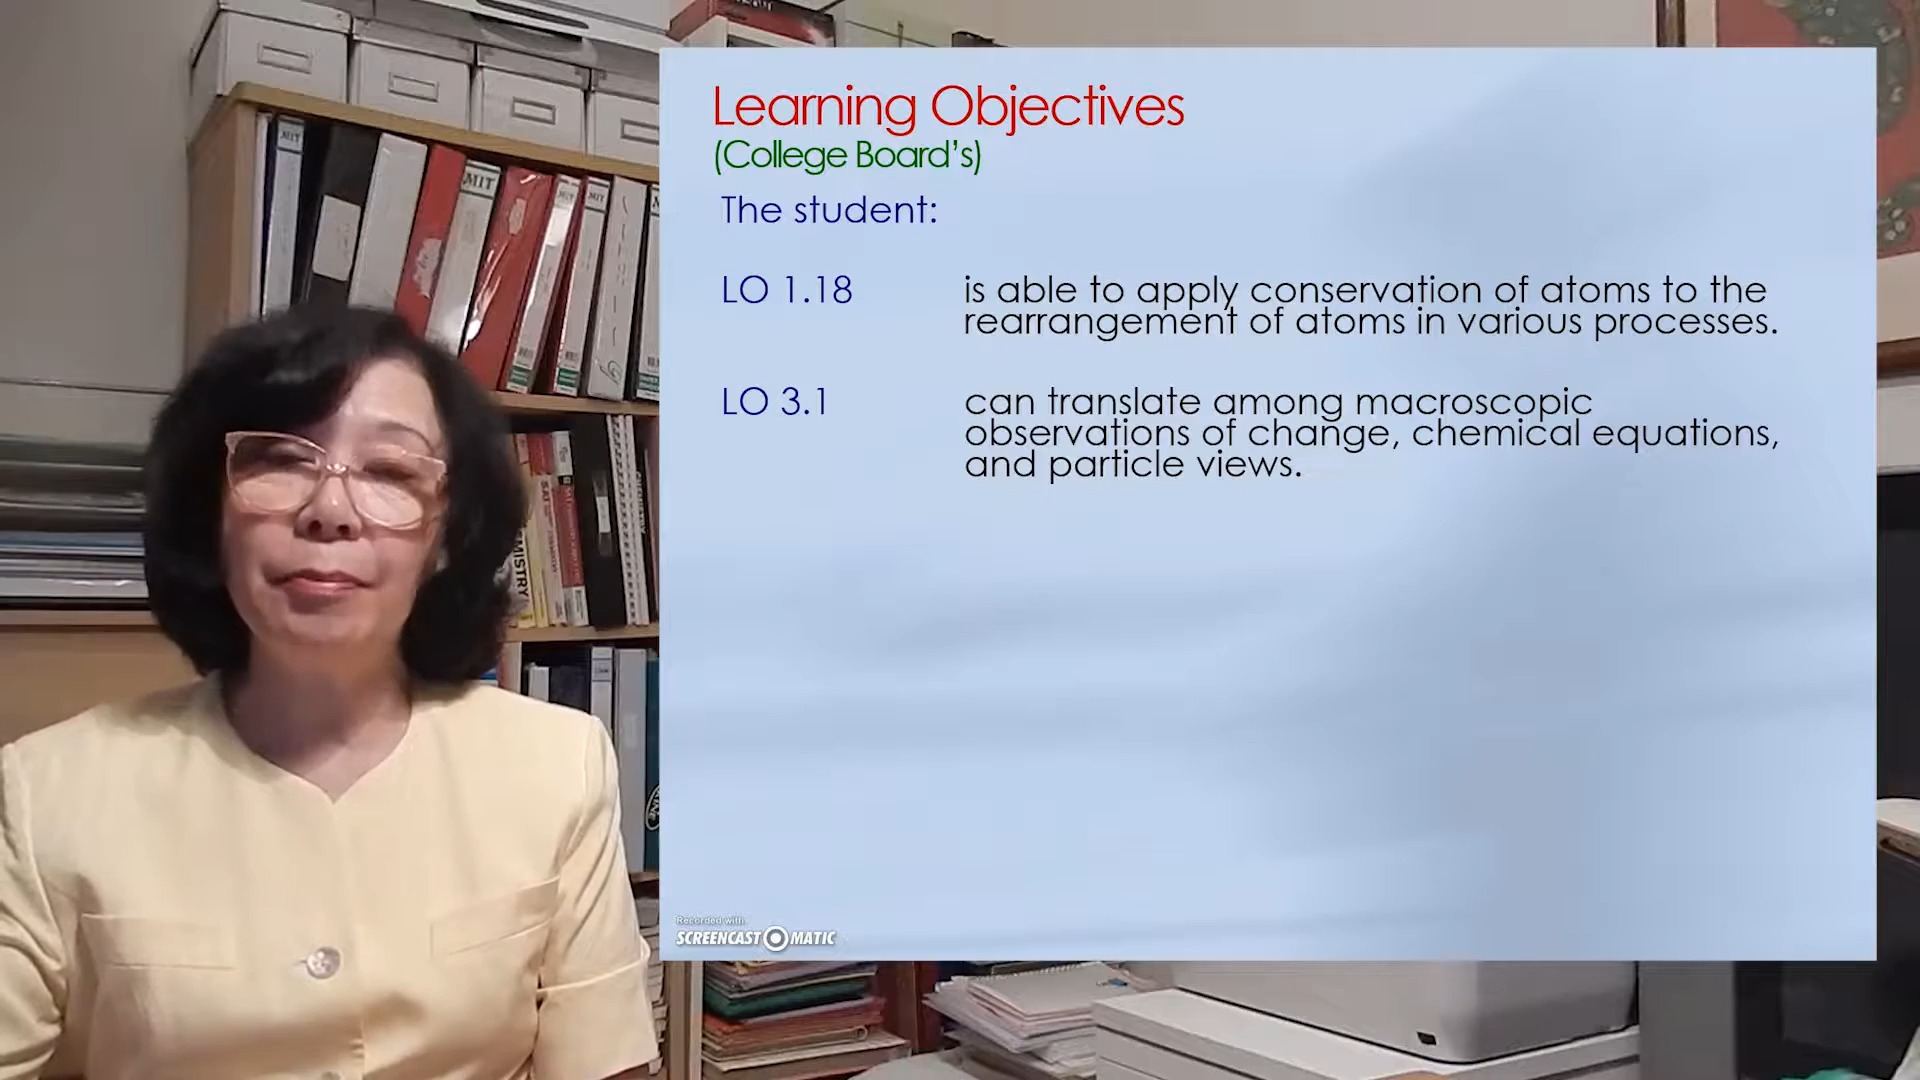 Learning Objectives
(College Board's)
The student:
LO 1.18 is able to apply conservation of atoms to the
rearrangement of atoms in various processes.
LO 3.1 can translate among macroscopic
observations of change, chemical equations,
and particle views.
Recorded with
SCREENCAST MATIC
MIT
MIT
MIT
MIT